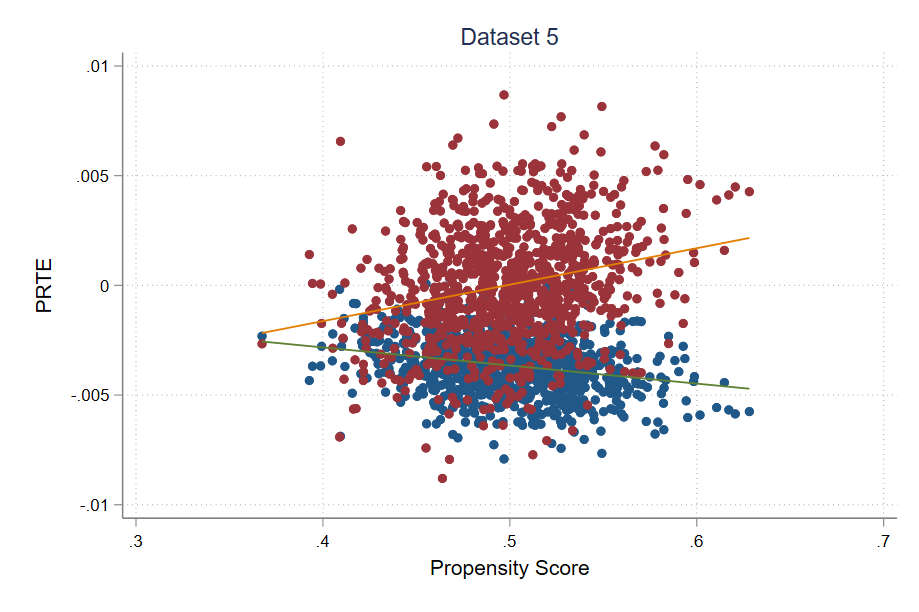 Dataset 5
.01
.005
0
-.005
-.01
PRTE
.3 .4 .5 .6 .7
Propensity Score